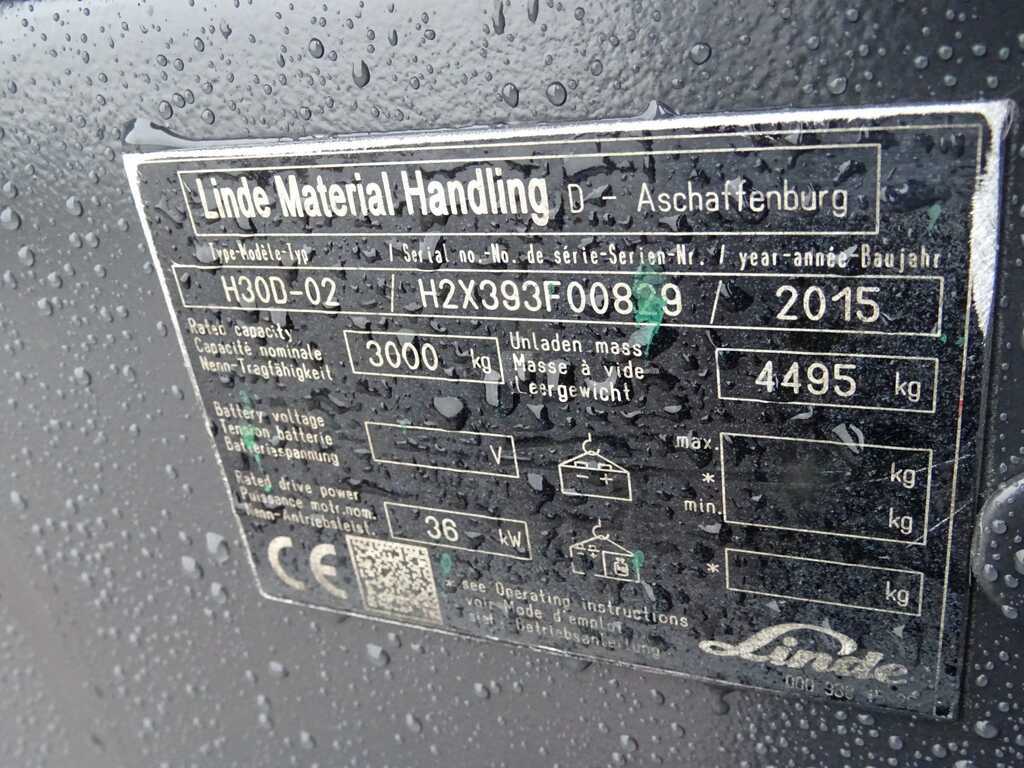 Linde Material Handling D - Aschaffenburg
Type-Modèle-Typ / Serial no.-No. de série-Serien-Nr. / year-année-Baujahr
H30D-02 / H2X393F00829 / 2015
Rated capacity
Capacité nominale
Nenn-Tragfähigkeit
3000 kg
Unladen mass
Masse à vide
Leergewicht
4495 kg
Battery voltage
Tension batterie
Batteriespannung
V
- +
max.
kg
*
min.
kg
Rated drive power
Puissance motr.nom.
Nenn-Antriebsleist.
36 kW
*
kg
CE
* see Operating instructions
voir Mode d'emploi
siehe Betriebsanleitung
Linde
000